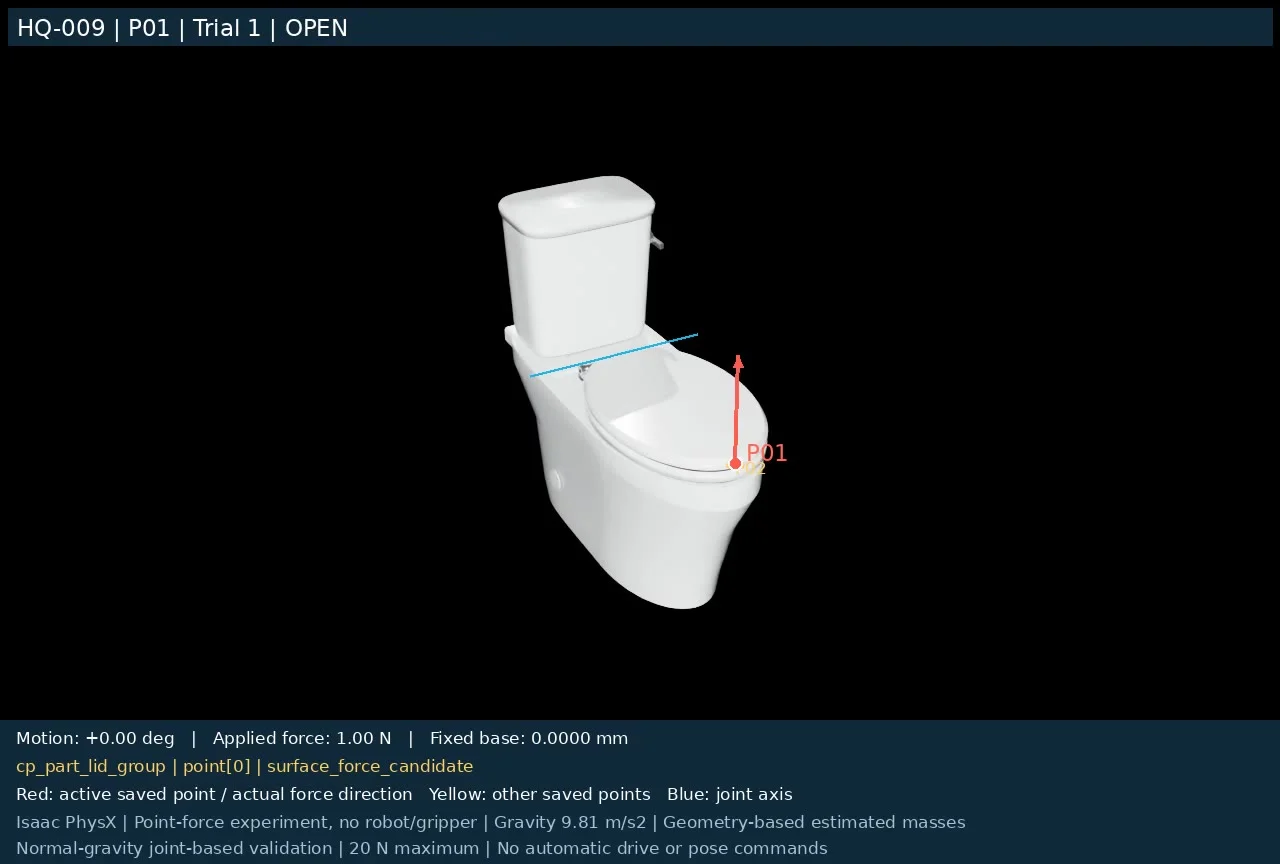 HQ-009 | P01 | Trial 1 | OPEN
P01
Motion: +0.00 deg | Applied force: 1.00 N | Fixed base: 0.0000 mm
cp_part_lid_group | point[0] | surface_force_candidate
Red: active saved point / actual force direction Yellow: other saved points Blue: joint axis
Isaac PhysX | Point-force experiment, no robot/gripper | Gravity 9.81 m/s2 | Geometry-based estimated masses
Normal-gravity joint-based validation | 20 N maximum | No automatic drive or pose commands